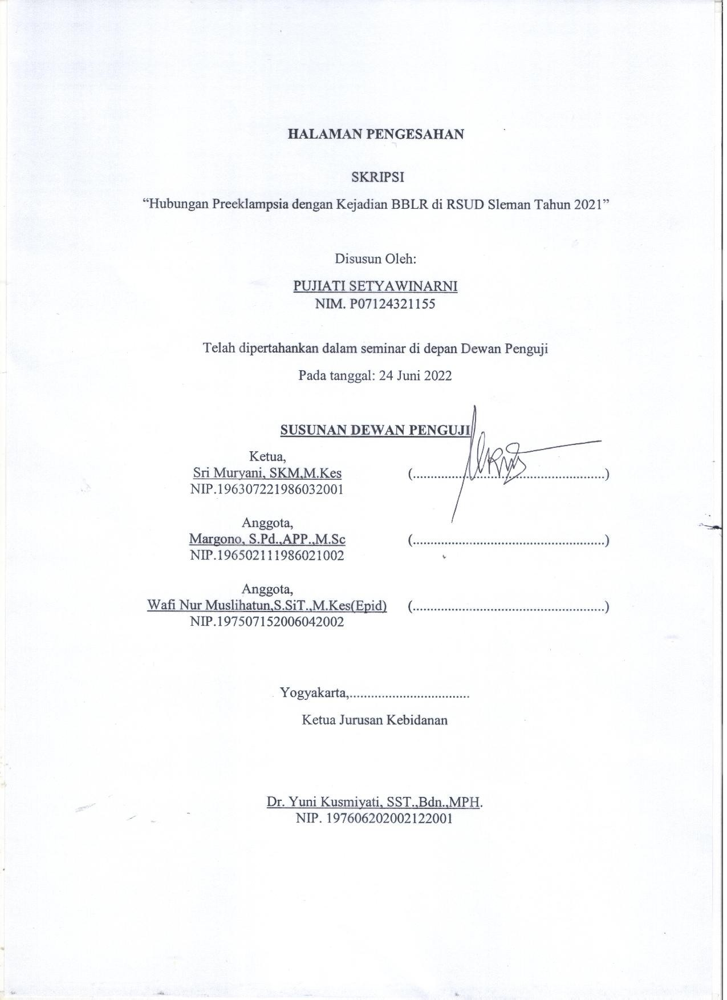 HALAMAN PENGESAHAN
SKRIPSI
“Hubungan Preeklampsia dengan Kejadian BBLR di RSUD Sleman Tahun 2021”
Disusun Oleh:
PUJIATI SETYAWINARNI
NIM. P07124321155
Telah dipertahankan dalam seminar di depan Dewan Penguji
Pada tanggal: 24 Juni 2022
SUSUNAN DEWAN PENGUJI
Ketua,
Sri Muryani, SKM,M.Kes (......................................................)
NIP.196307221986032001
Anggota,
Margono, S.Pd.,APP.,M.Sc (......................................................)
NIP.196502111986021002
Anggota,
Wafi Nur Muslihatun,S.SiT.,M.Kes(Epid) (......................................................)
NIP.197507152006042002
Yogyakarta,..................................
Ketua Jurusan Kebidanan
Dr. Yuni Kusmiyati, SST.,Bdn.,MPH.
NIP. 197606202002122001